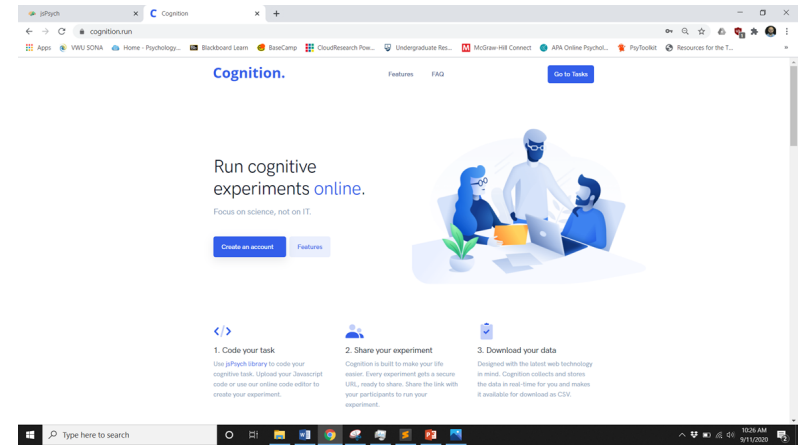 jsPsych
Cognition
cognition.run
Apps
VWU SONA
Home - Psychology...
Blackboard Learn
BaseCamp
CloudResearch Pow...
Undergraduate Res...
McGraw-Hill Connect
APA Online Psychol...
PsyToolkit
Resources for the T...
»
Cognition.
Features
FAQ
Go to Tasks
Run cognitive
experiments online.
Focus on science, not on IT.
Create an account
Features
1. Code your task
Use jsPsych library to code your
cognitive task. Upload your Javascript
code or use our online code editor to
create your experiment.
2. Share your experiment
Cognition is built to make your life
easier. Every experiment gets a secure
URL, ready to share. Share the link with
your participants to run your
experiment.
3. Download your data
Designed with the latest web technology
in mind. Cognition collects and stores
the data in real-time for you and makes
it available for download as CSV.
Type here to search
10:26 AM
9/11/2020